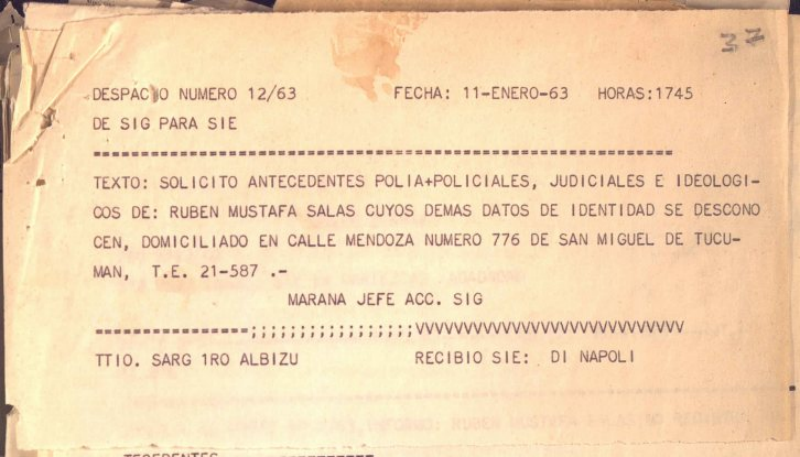 37
DESPACHO NUMERO 12/63 FECHA: 11-ENERO-63 HORAS:1745
DE SIG PARA SIE
TEXTO: SOLICITO ANTECEDENTES POLIA+POLICIALES, JUDICIALES E IDEOLOGI-
COS DE: RUBEN MUSTAFA SALAS CUYOS DEMAS DATOS DE IDENTIDAD SE DESCONO
CEN, DOMICILIADO EN CALLE MENDOZA NUMERO 776 DE SAN MIGUEL DE TUCU-
MAN, T.E. 21-587 .-
MARANA JEFE ACC. SIG
----------------;;;;;;;;;;;;;;;;;VVVVVVVVVVVVVVVVVVVVVVVVVVVV
TTIO. SARG 1RO ALBIZU RECIBIO SIE: DI NAPOLI